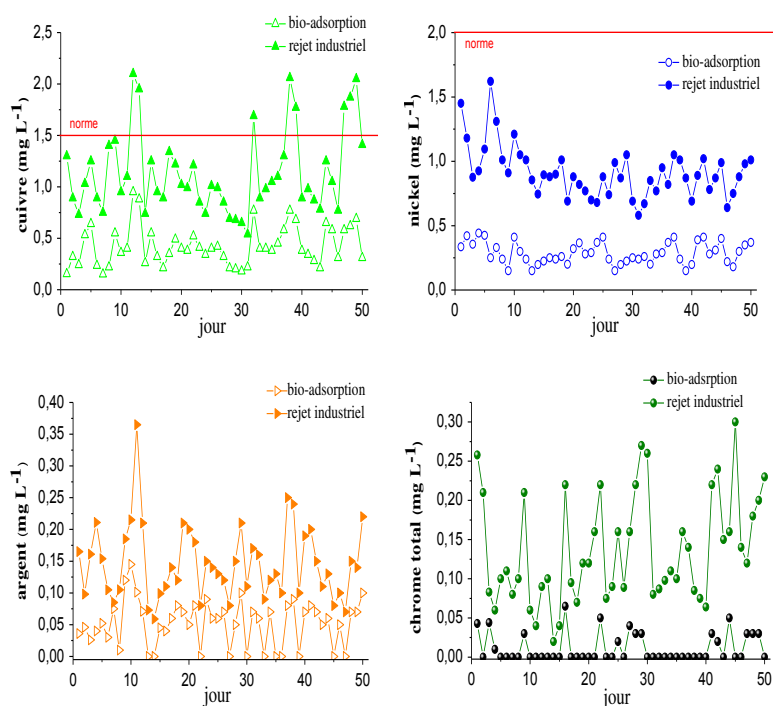 bio-adsorption
rejet industriel
norme
cuivre (mg L-1)
2,5
2,0
1,5
1,0
0,5
0,0
0 10 20 30 40 50
jour
norme
bio-adsorption
rejet industriel
nickel (mg L-1)
2,0
1,5
1,0
0,5
0,0
0 10 20 30 40 50
jour
bio-adsorption
rejet industriel
argent (mg L-1)
0,40
0,35
0,30
0,25
0,20
0,15
0,10
0,05
0,00
0 10 20 30 40 50
jour
bio-adsrption
rejet industriel
chrome total (mg L-1)
0,30
0,25
0,20
0,15
0,10
0,05
0,00
0 10 20 30 40 50
jour